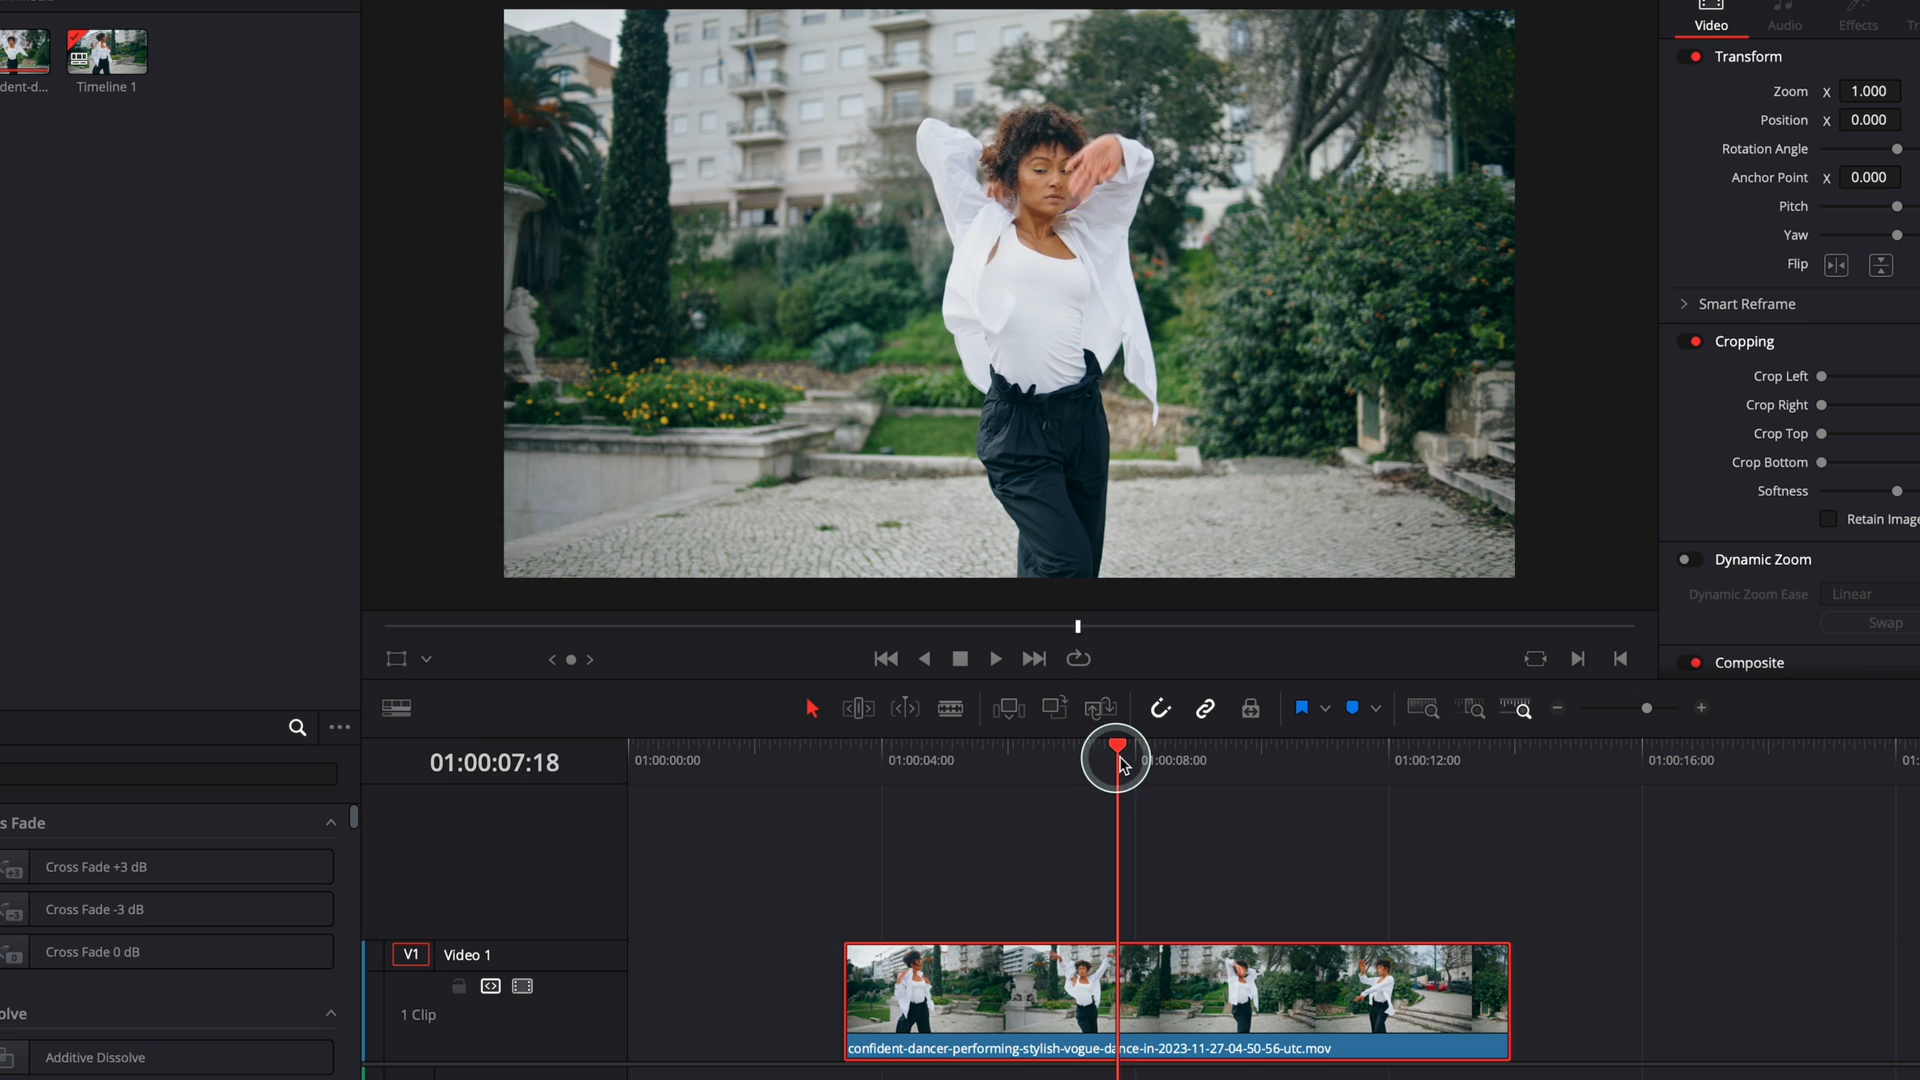 Video
Audio
Effects
Transform
Zoom X 1.000
Position X 0.000
Rotation Angle
Anchor Point X 0.000
Pitch
Yaw
Flip
Smart Reframe
Cropping
Crop Left
Crop Right
Crop Top
Crop Bottom
Softness
Retain Image
Dynamic Zoom
Dynamic Zoom Ease Linear
Swap
Composite
dent-d... Timeline 1
01:00:07:18
01:00:00:00 01:00:04:00 01:00:08:00 01:00:12:00 01:00:16:00 01:
s Fade
Cross Fade +3 dB
Cross Fade -3 dB
Cross Fade 0 dB
olve
Additive Dissolve
+3
-3
0
V1 Video 1
1 Clip
confident-dancer-performing-stylish-vogue-dance-in-2023-11-27-04-50-56-utc.mov